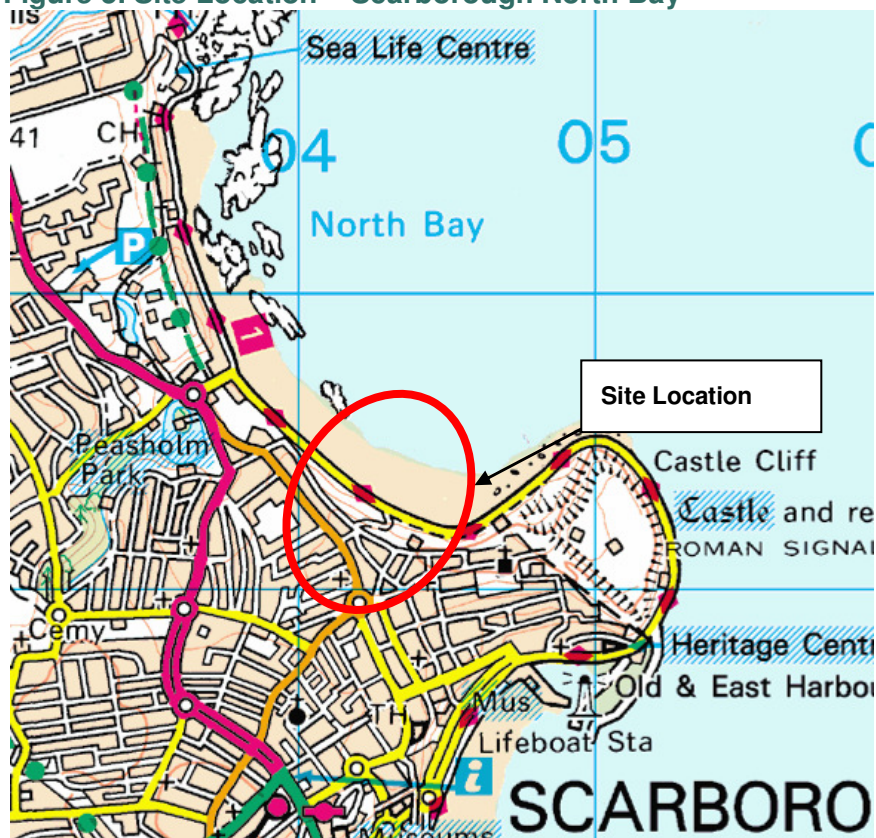 Sea Life Centre
41
CH
04
05
North Bay
P
1
Site Location
Peasholm
Park
Castle Cliff
Castle and re
ROMAN SIGNAL
Cemy
Heritage Centr
Old & East Harbou
Mus
TH
Lifeboat Sta
i
SCARBORO